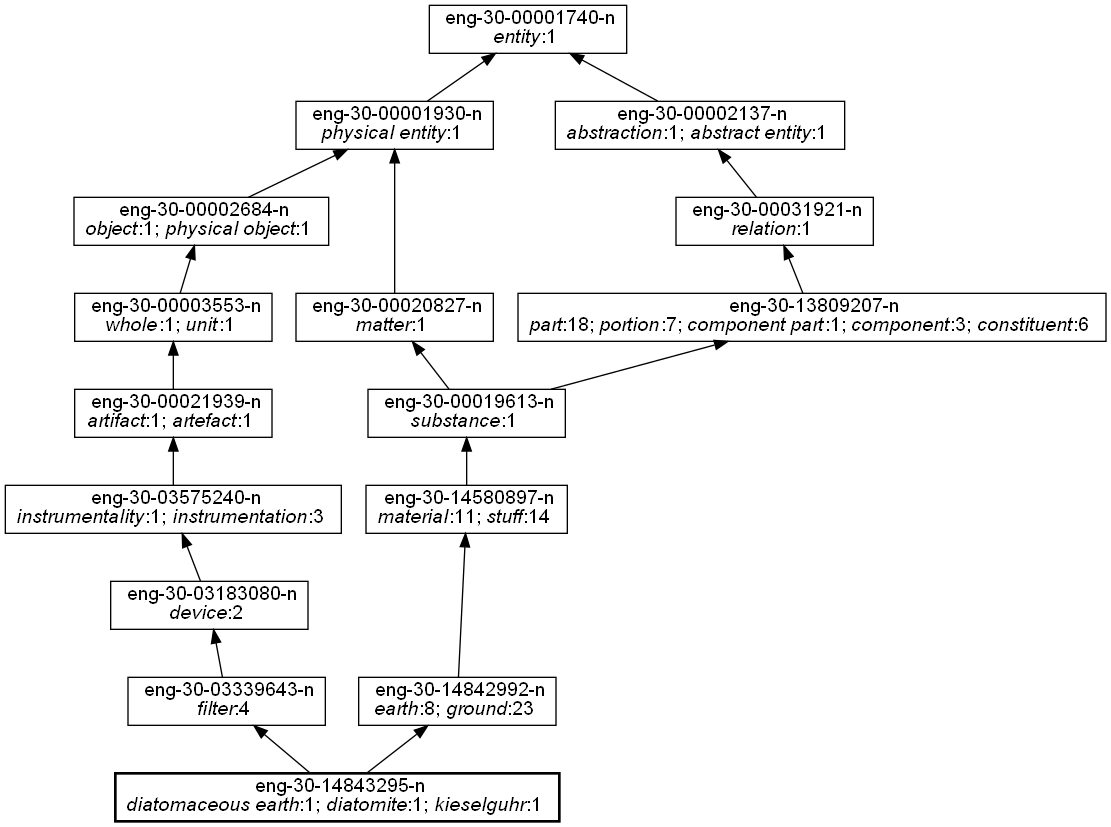 eng-30-00001740-n
entity:1
eng-30-00001930-n
physical entity:1
eng-30-00002137-n
abstraction:1; abstract entity:1
eng-30-00002684-n
object:1; physical object:1
eng-30-00031921-n
relation:1
eng-30-00003553-n
whole:1; unit:1
eng-30-00020827-n
matter:1
eng-30-13809207-n
part:18; portion:7; component part:1; component:3; constituent:6
eng-30-00021939-n
artifact:1; artefact:1
eng-30-00019613-n
substance:1
eng-30-03575240-n
instrumentality:1; instrumentation:3
eng-30-14580897-n
material:11; stuff:14
eng-30-03183080-n
device:2
eng-30-03339643-n
filter:4
eng-30-14842992-n
earth:8; ground:23
eng-30-14843295-n
diatomaceous earth:1; diatomite:1; kieselguhr:1